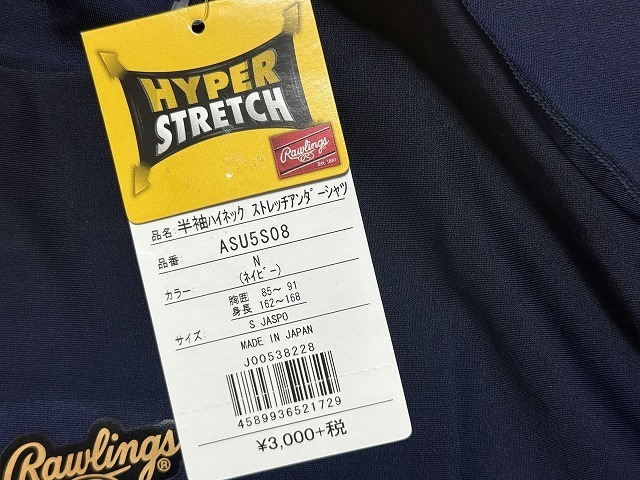 HYPER
STRETCH
Rawlings
EST. 1887
品名: 半袖ハイネック ストレッチアンダーシャツ
品番 ASU5S08
カラー: N
(ネイビー)
胸囲 85～ 91
身長 162～168
サイズ: S JASPO
MADE IN JAPAN
J00538228
4589936521729
¥3,000+税
Rawlings®